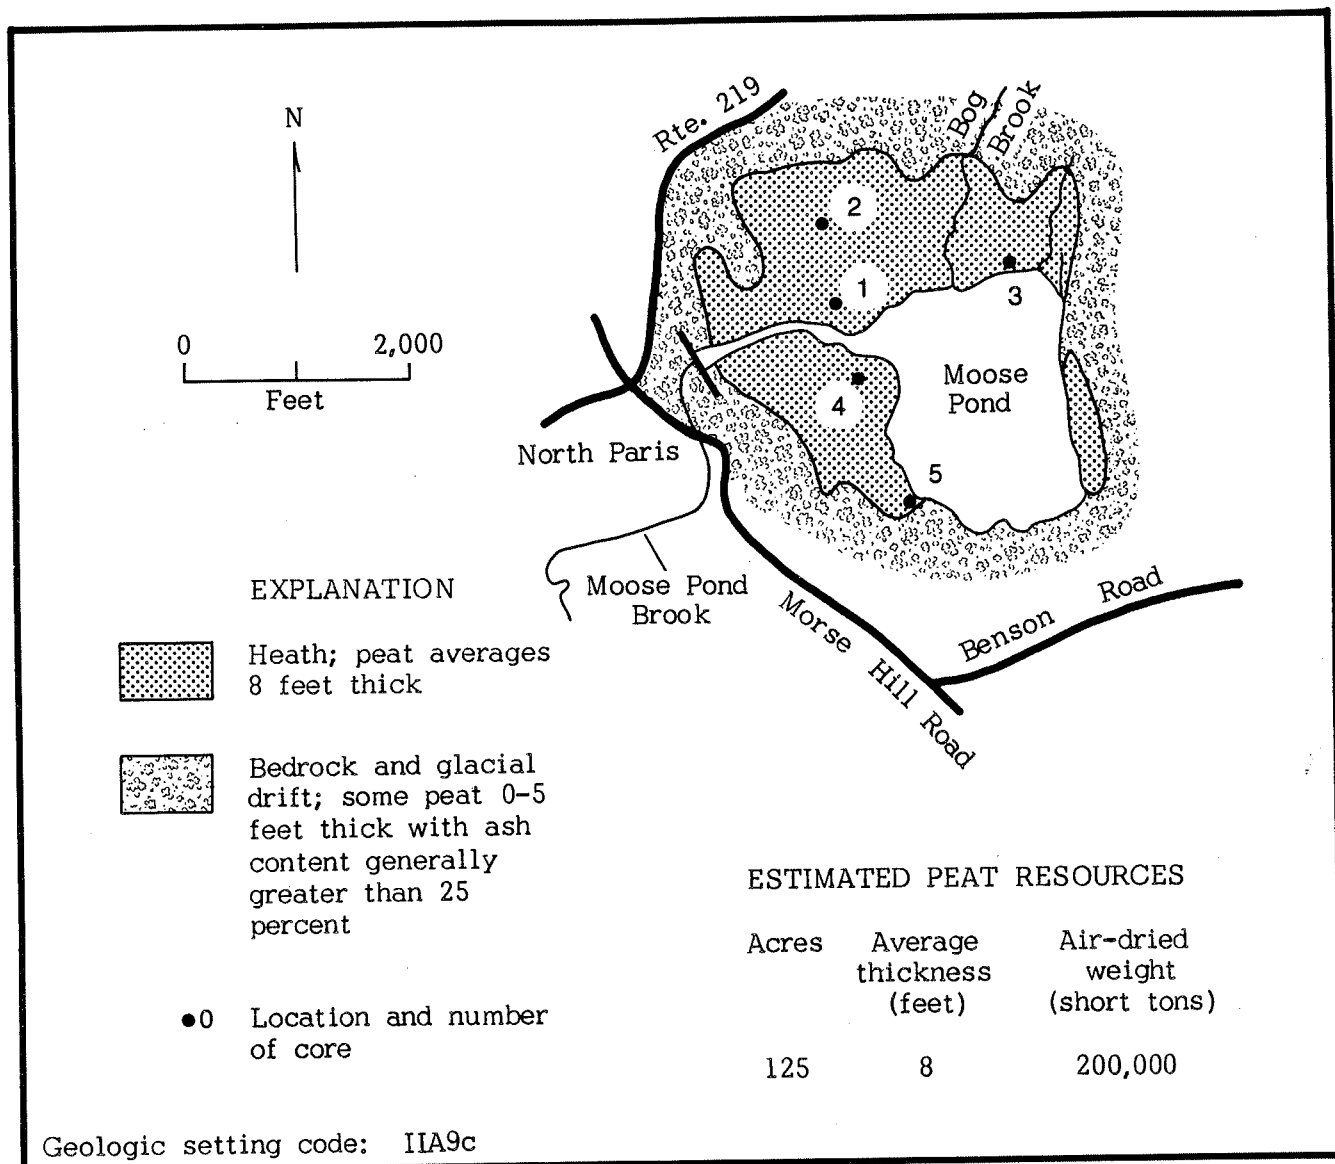 N
0 2,000
Feet
Rte. 219
Bog
Brook
2
1
3
4
5
Moose
Pond
North Paris
Moose Pond
Brook
Morse Hill Road
Benson Road
EXPLANATION
Heath; peat averages
8 feet thick
Bedrock and glacial
drift; some peat 0-5
feet thick with ash
content generally
greater than 25
percent
0 Location and number
of core
ESTIMATED PEAT RESOURCES
Acres Average Air-dried
thickness weight
(feet) (short tons)
125 8 200,000
Geologic setting code: IIA9c